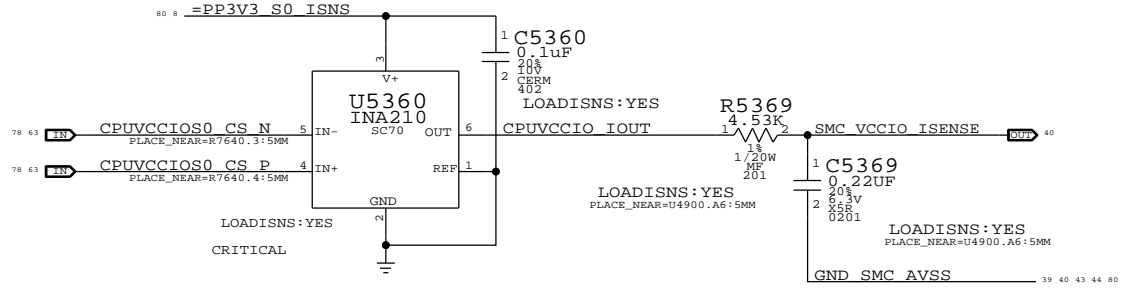 80 8 =PP3V3_S0_ISNS
1 C5360
0.1uF
20%
10V
2 CERM
402
LOADISNS:YES
3
V+
U5360
INA210
SC70
78 63 IN CPUVCCIOS0_CS_N 5 IN-
PLACE_NEAR=R7640.3:5MM
OUT 6 CPUVCCIO_IOUT
78 63 IN CPUVCCIOS0_CS_P 4 IN+
PLACE_NEAR=R7640.4:5MM
REF 1
GND
2
LOADISNS:YES
CRITICAL
R5369
4.53K
1 2
1%
1/20W
MF
201
LOADISNS:YES
PLACE_NEAR=U4900.A6:5MM
SMC_VCCIO_ISENSE OUT 40
1 C5369
0.22UF
20%
2 6.3V
X5R
0201
LOADISNS:YES
PLACE_NEAR=U4900.A6:5MM
GND_SMC_AVSS 39 40 43 44 80